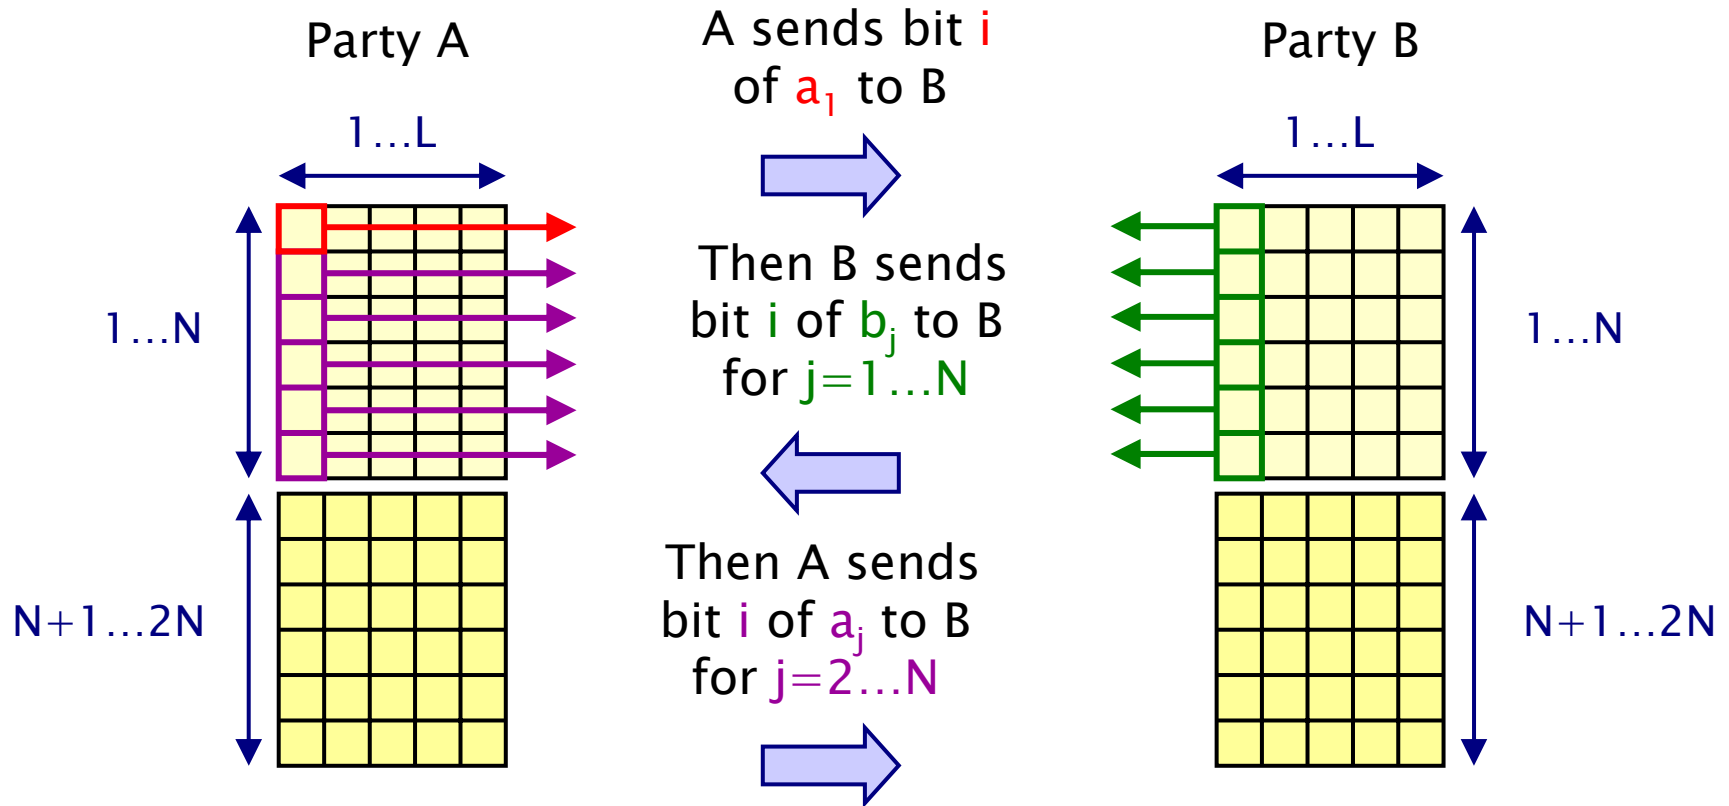 Party A
A sends bit i
of a₁ to B
Party B
1...L
1...L
Then B sends
bit i of bⱼ to B
for j=1...N
1...N
1...N
Then A sends
bit i of aⱼ to B
for j=2...N
N+1...2N
N+1...2N